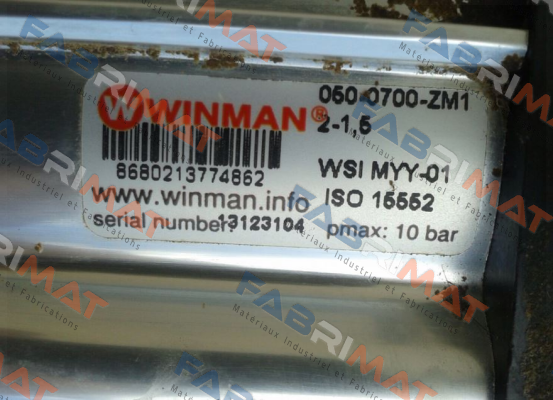 WINMAN®
050 0700-ZM1
2-1,5
8680213774862
WSI MYY-01
www.winman.info
ISO 15552
serial number: 13123104
pmax: 10 bar
FABRIMAT
Materiaux Industriel et Fabrications